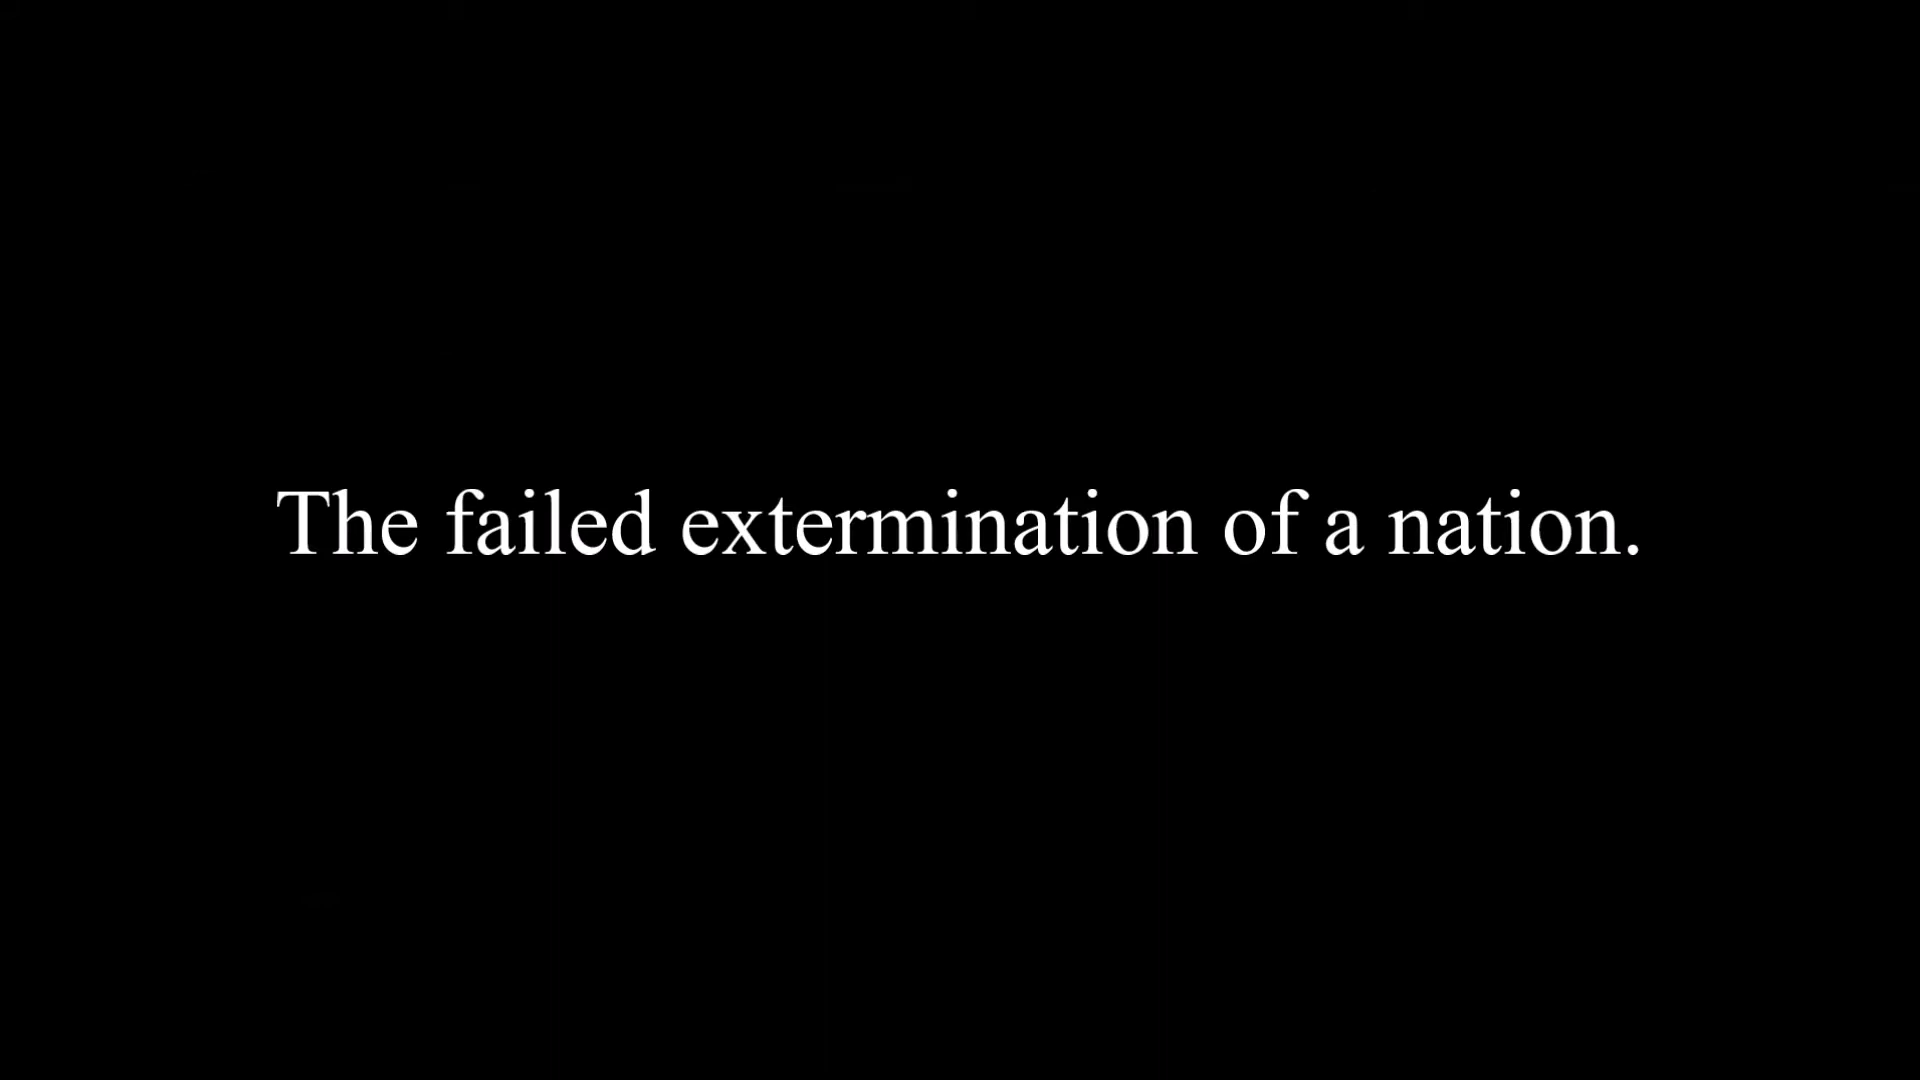 The failed extermination of a nation.